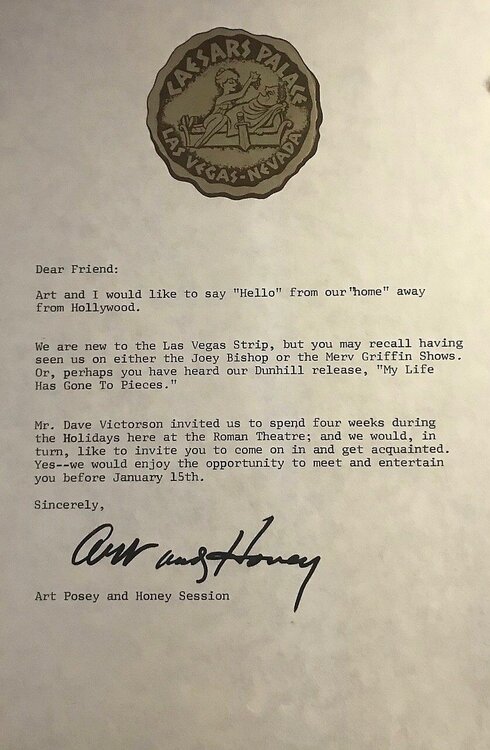 CAESARS PALACE
LAS VEGAS-NEVADA
Dear Friend:
Art and I would like to say "Hello" from our "home" away
from Hollywood.
We are new to the Las Vegas Strip, but you may recall having
seen us on either the Joey Bishop or the Merv Griffin Shows.
Or, perhaps you have heard our Dunhill release, "My Life
Has Gone To Pieces."
Mr. Dave Victorson invited us to spend four weeks during
the Holidays here at the Roman Theatre; and we would, in
turn, like to invite you to come on in and get acquainted.
Yes--we would enjoy the opportunity to meet and entertain
you before January 15th.
Sincerely,
Art and Honey
Art Posey and Honey Session